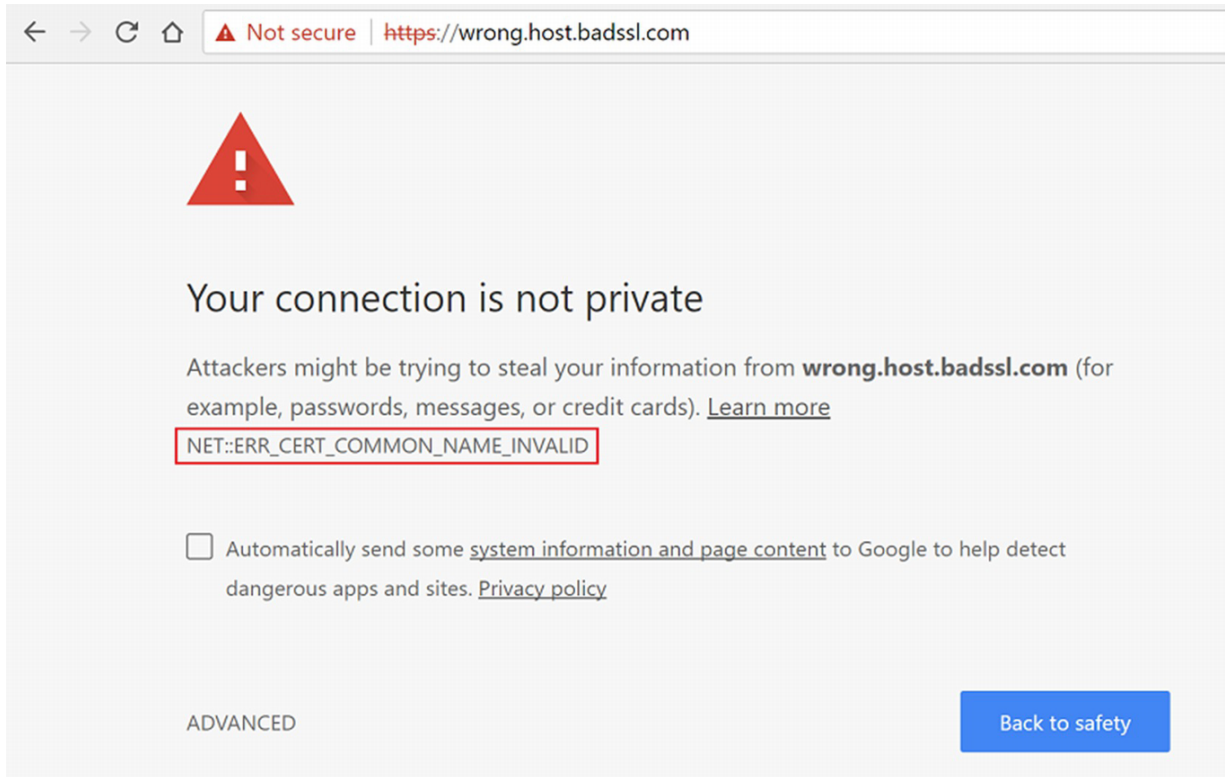 Not secure | https://wrong.host.badssl.com
Your connection is not private
Attackers might be trying to steal your information from wrong.host.badssl.com (for
example, passwords, messages, or credit cards). Learn more
NET::ERR_CERT_COMMON_NAME_INVALID
Automatically send some system information and page content to Google to help detect
dangerous apps and sites. Privacy policy
ADVANCED
Back to safety